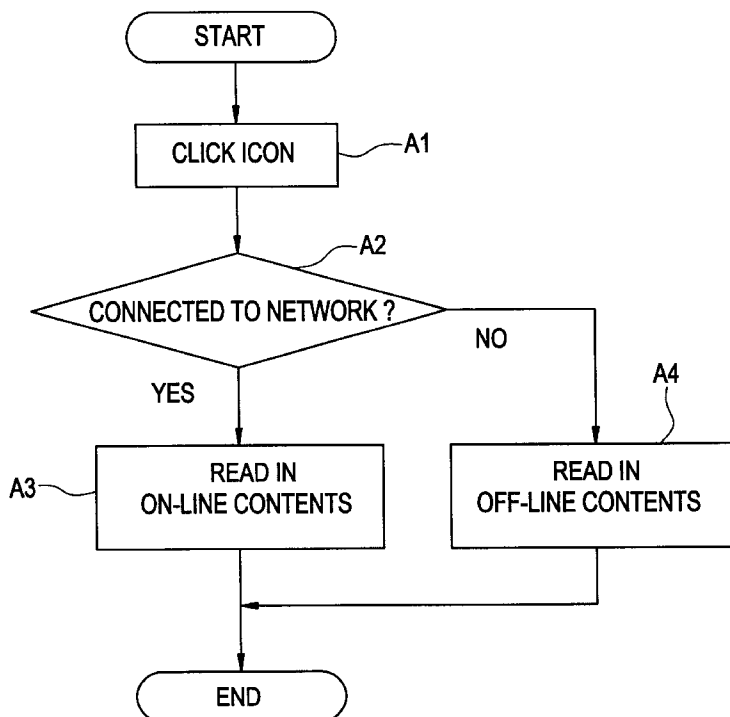 START
CLICK ICON
A1
A2
CONNECTED TO NETWORK ?
NO
YES
A4
A3
READ IN
ON-LINE CONTENTS
READ IN
OFF-LINE CONTENTS
END